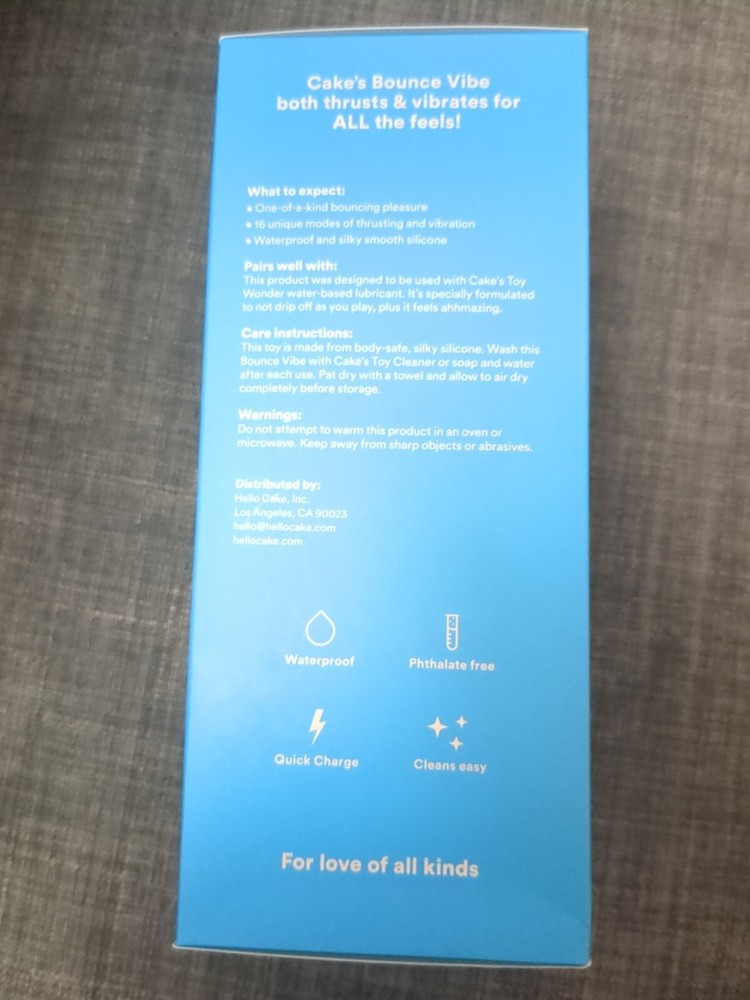 Cake's Bounce Vibe
both thrusts & vibrates for
ALL the feels!
What to expect:
• One-of-a-kind bouncing pleasure
• 16 unique modes of thrusting and vibration
• Waterproof and silky smooth silicone
Pairs well with:
This product was designed to be used with Cake's Toy
Wonder water-based lubricant. It's specially formulated
to not drip off as you play, plus it feels ahhmazing.
Care instructions:
This toy is made from body-safe, silky silicone. Wash this
Bounce Vibe with Cake's Toy Cleaner or soap and water
after each use. Pat dry with a towel and allow to air dry
completely before storage.
Warnings:
Do not attempt to warm this product in an oven or
microwave. Keep away from sharp objects or abrasives.
Distributed by:
Hello Cake, Inc.
Los Angeles, CA 90023
hello@hellocake.com
hellocake.com
Waterproof
Phthalate free
Quick Charge
Cleans easy
For love of all kinds